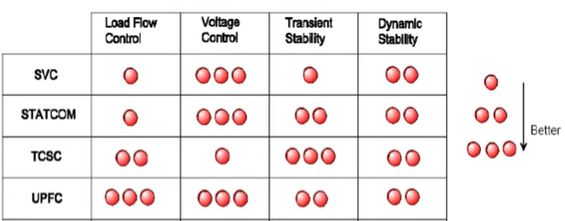 Load Flow Voltage Transient Dynamic
Control Control Stability Stability
SVC
STATCOM
TCSC
UPFC
Better